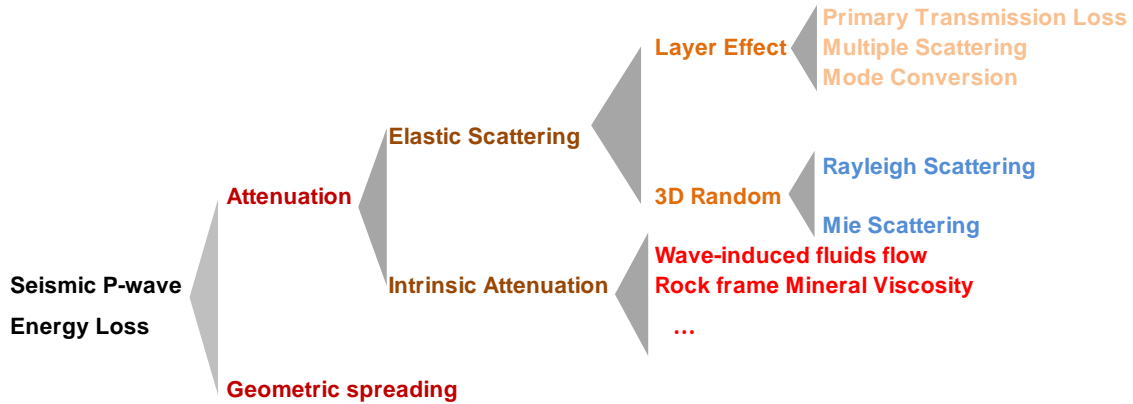 Primary Transmission Loss
Layer Effect
Multiple Scattering
Mode Conversion
Elastic Scattering
Rayleigh Scattering
Attenuation
3D Random
Mie Scattering
Wave-induced fluids flow
Seismic P-wave
Intrinsic Attenuation
Rock frame Mineral Viscosity
Energy Loss
…
Geometric spreading